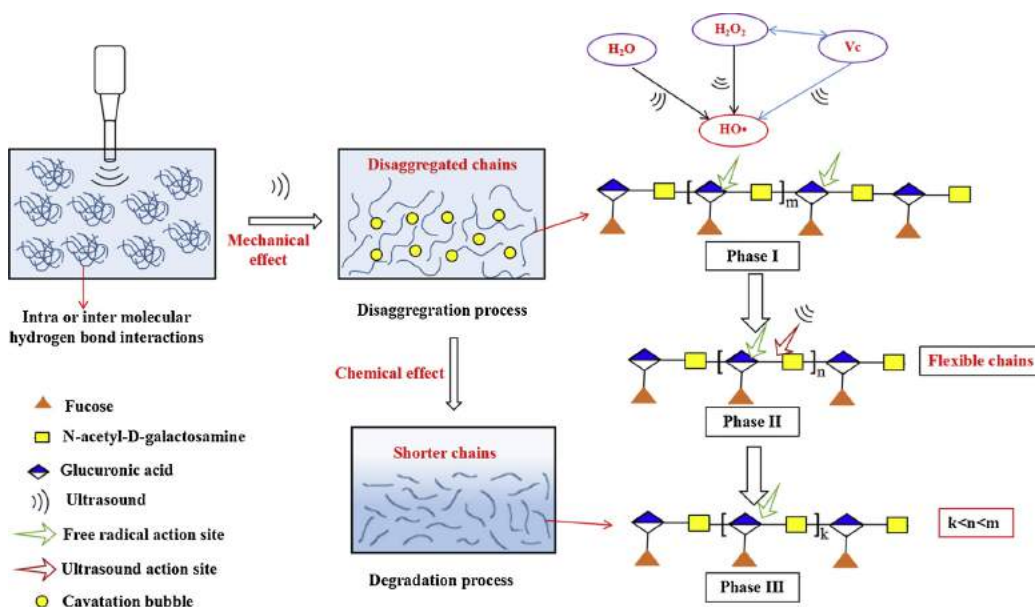 H₂O
H₂O₂
Vc
HO•
Disaggregated chains
Mechanical
effect
m
Phase I
Intra or inter molecular
hydrogen bond interactions
Disaggregration process
Chemical effect
n
Flexible chains
Phase II
Fucose
N-acetyl-D-galactosamine
Glucuronic acid
Ultrasound
Free radical action site
Ultrasound action site
Cavatation bubble
Shorter chains
Degradation process
k
k<n<m
Phase III